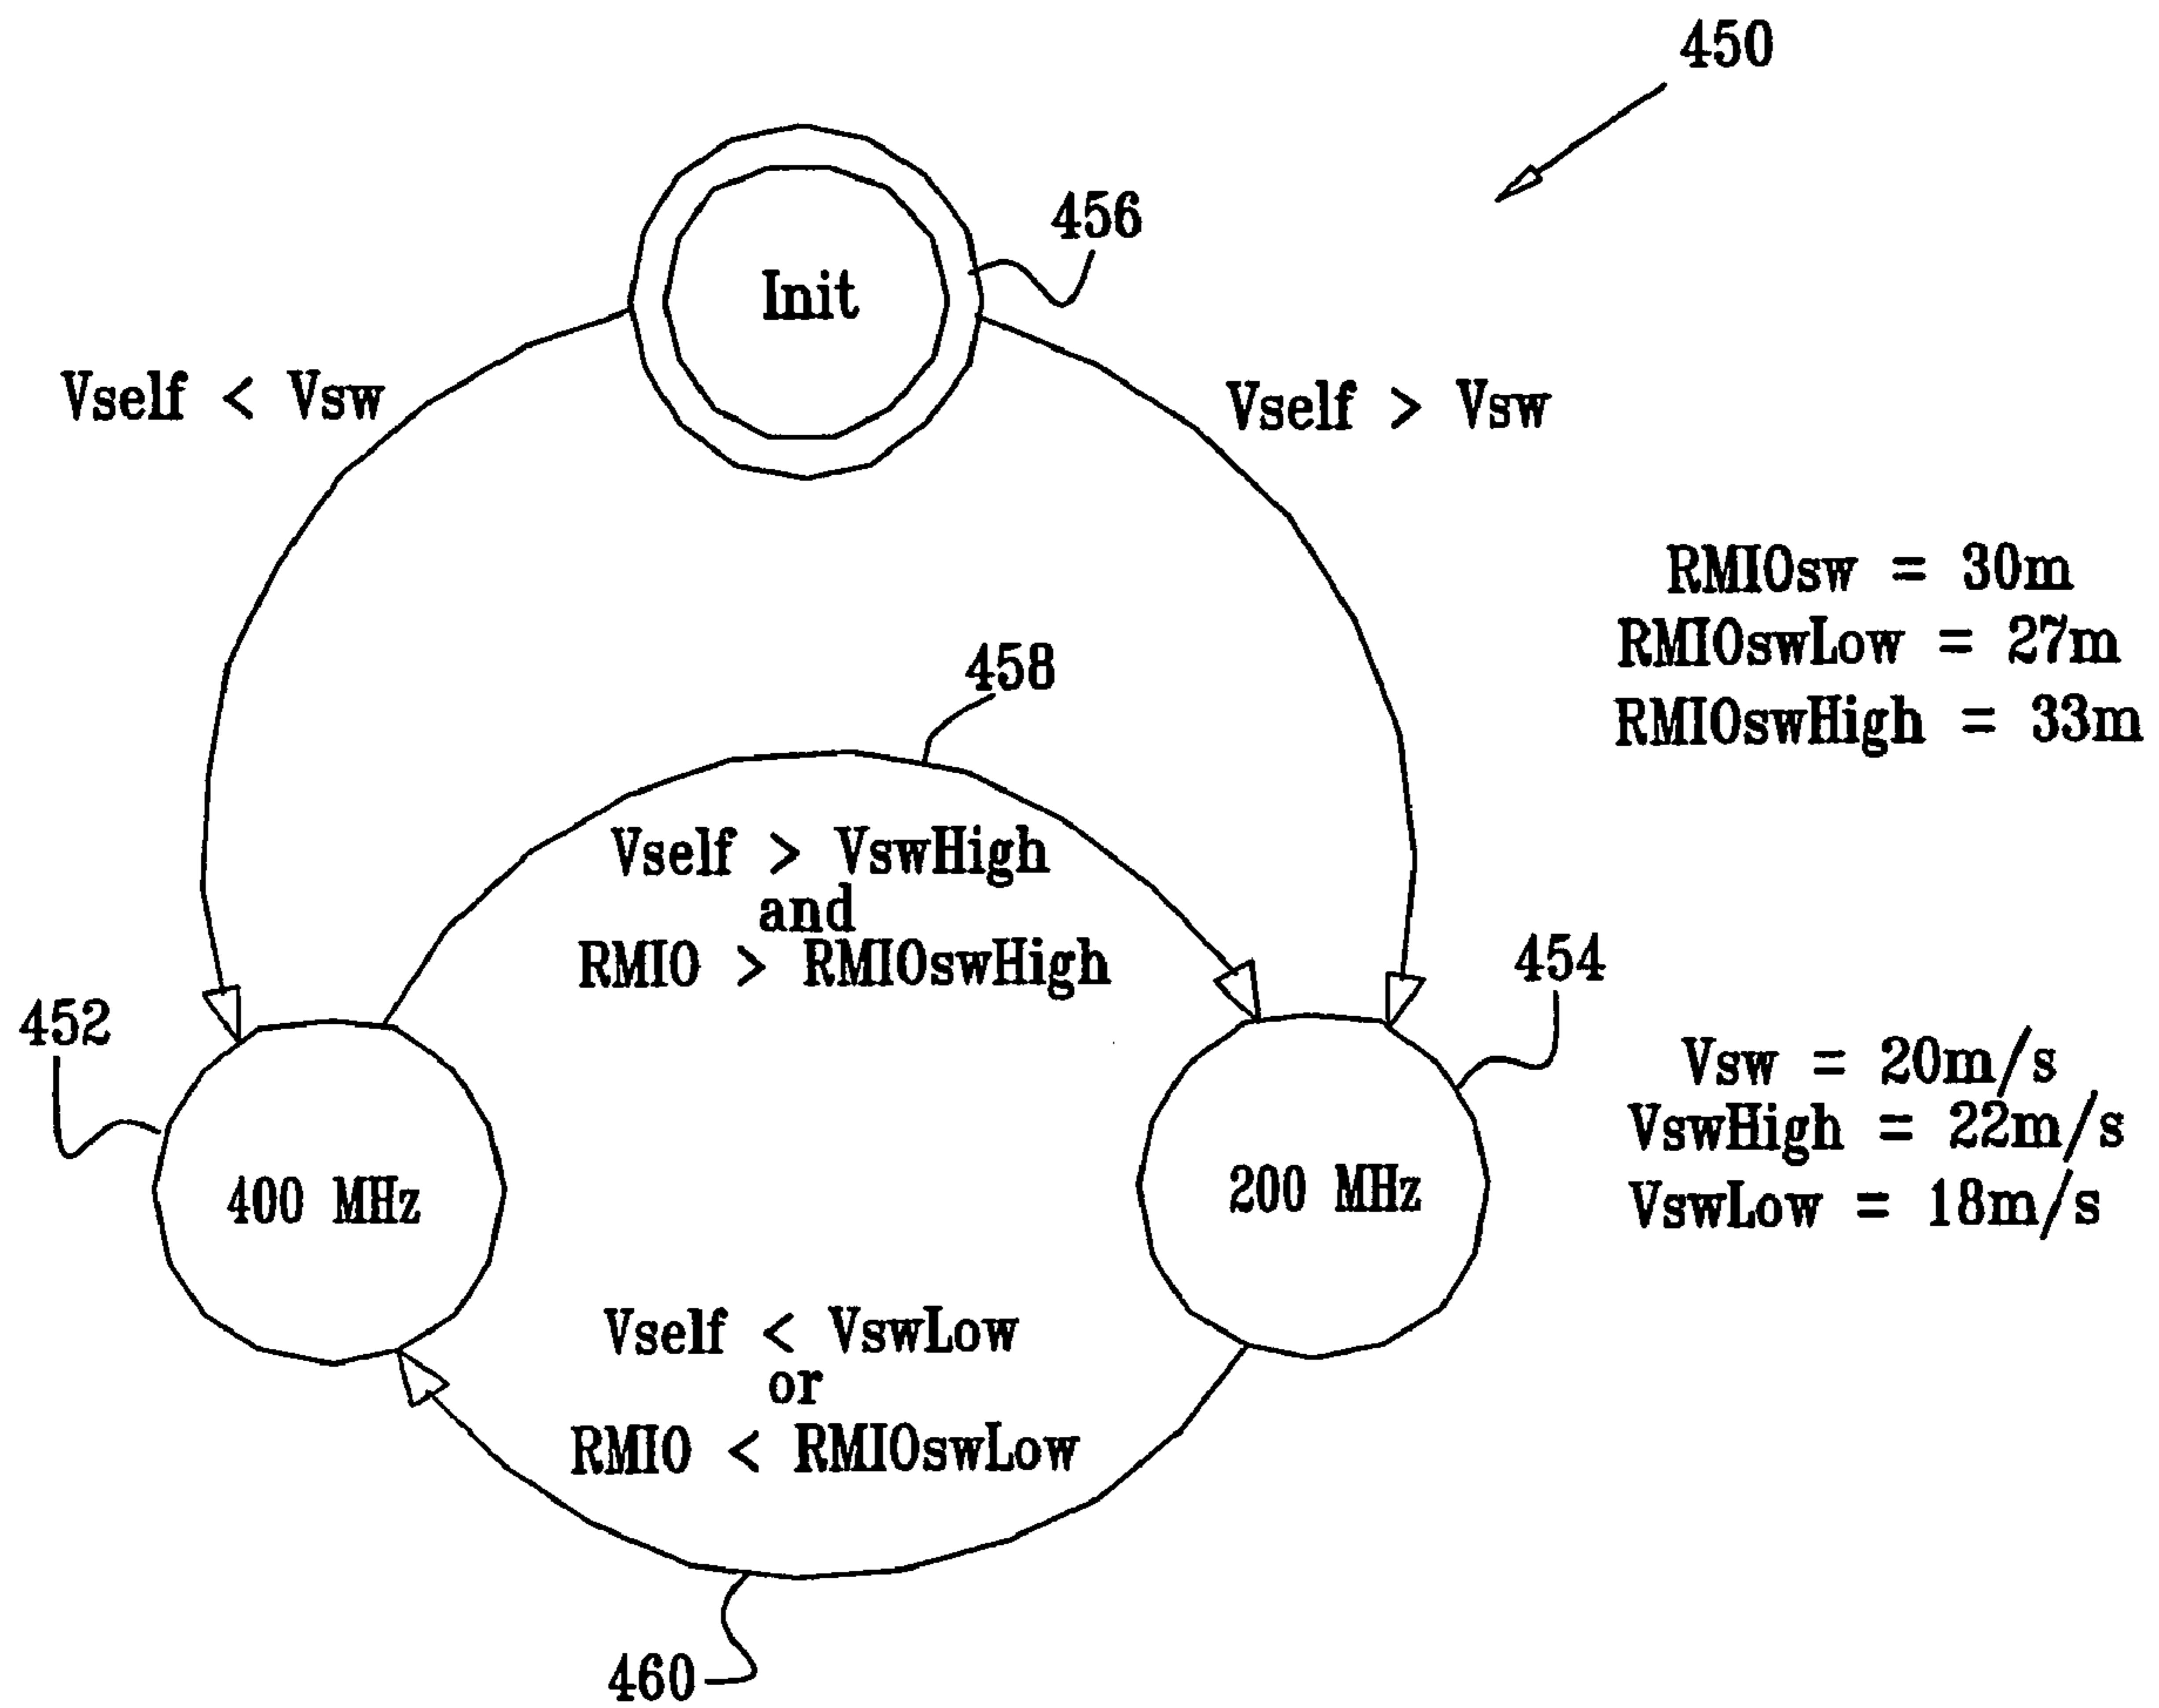 450
456
Init
Vself < Vsw
Vself > Vsw
RMIOsw = 30m
RMIOswLow = 27m
RMIOswHigh = 33m
458
Vself > VswHigh
and
RMIO > RMIOswHigh
454
452
Vsw = 20m/s
VswHigh = 22m/s
VswLow = 18m/s
400 MHz
200 MHz
Vself < VswLow
or
RMIO < RMIOswLow
460